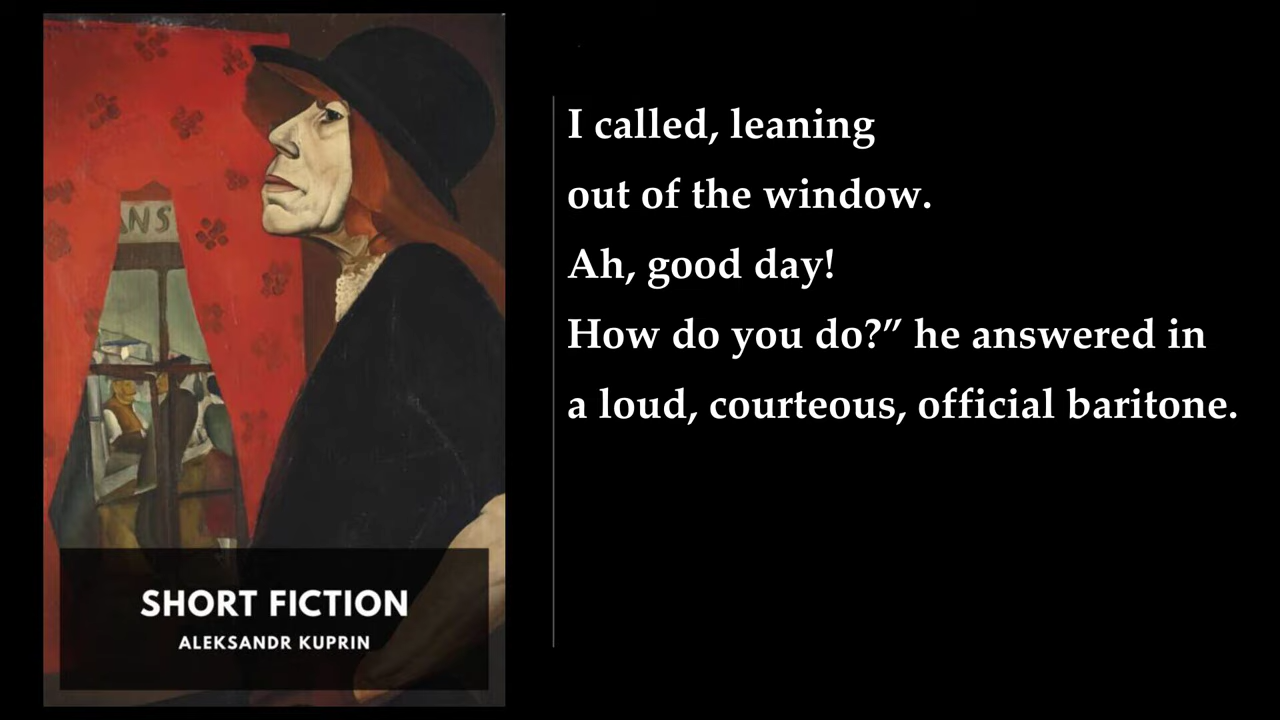 ANS
SHORT FICTION
ALEKSANDR KUPRIN
I called, leaning
out of the window.
Ah, good day!
How do you do?” he answered in
a loud, courteous, official baritone.